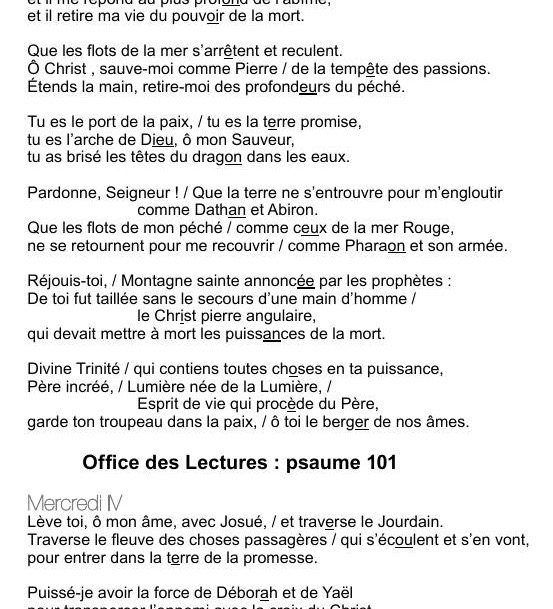 et il me répond au plus profond de l'abîme,
et il retire ma vie du pouvoir de la mort.
Que les flots de la mer s'arrêtent et reculent.
Ô Christ , sauve-moi comme Pierre / de la tempête des passions.
Étends la main, retire-moi des profondeurs du péché.
Tu es le port de la paix, / tu es la terre promise,
tu es l'arche de Dieu, ô mon Sauveur,
tu as brisé les têtes du dragon dans les eaux.
Pardonne, Seigneur ! / Que la terre ne s'entrouvre pour m'engloutir
comme Dathan et Abiron.
Que les flots de mon péché / comme ceux de la mer Rouge,
ne se retournent pour me recouvrir / comme Pharaon et son armée.
Réjouis-toi, / Montagne sainte annoncée par les prophètes :
De toi fut taillée sans le secours d'une main d'homme /
le Christ pierre angulaire,
qui devait mettre à mort les puissances de la mort.
Divine Trinité / qui contiens toutes choses en ta puissance,
Père incréé, / Lumière née de la Lumière, /
Esprit de vie qui procède du Père,
garde ton troupeau dans la paix, / ô toi le berger de nos âmes.
Office des Lectures : psaume 101
Mercredi IV
Lève toi, ô mon âme, avec Josué, / et traverse le Jourdain.
Traverse le fleuve des choses passagères / qui s'écoulent et s'en vont,
pour entrer dans la terre de la promesse.
Puissé-je avoir la force de Déborah et de Yaël
pour transpercer l'ennemi avec la croix du Christ